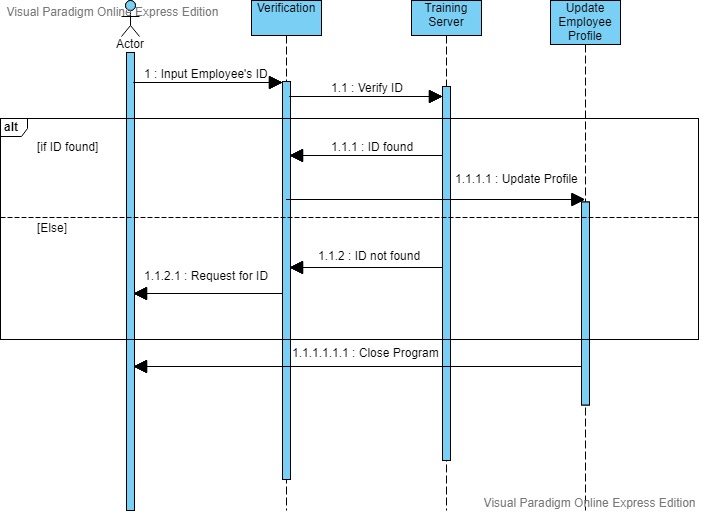 Visual Paradigm Online Express Edition
Actor
Verification
Training
Server
Update
Employee
Profile
1 : Input Employee's ID
1.1 : Verify ID
alt
[if ID found]
1.1.1 : ID found
1.1.1.1 : Update Profile
[Else]
1.1.2 : ID not found
1.1.2.1 : Request for ID
1.1.1.1.1.1 : Close Program
Visual Paradigm Online Express Edition